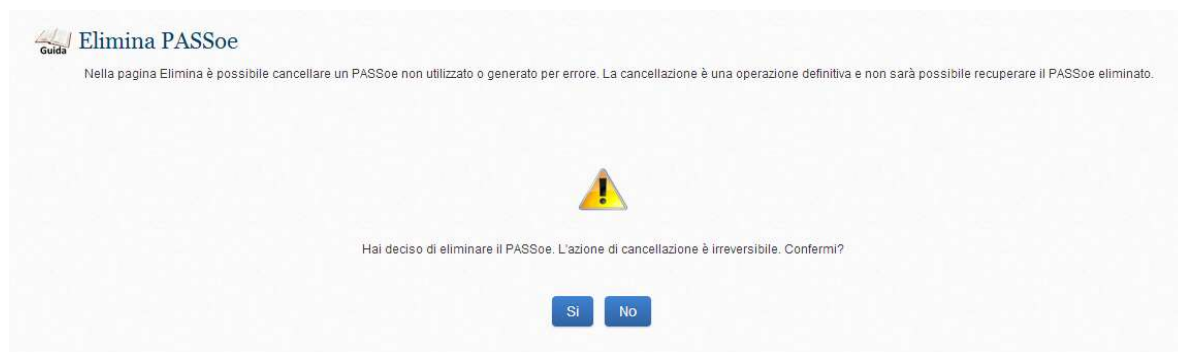 Guida
Elimina PASSoe
Nella pagina Elimina è possibile cancellare un PASSoe non utilizzato o generato per errore. La cancellazione è una operazione definitiva e non sarà possibile recuperare il PASSoe eliminato.
Hai deciso di eliminare il PASSoe. L'azione di cancellazione è irreversibile. Confermi?
Si No